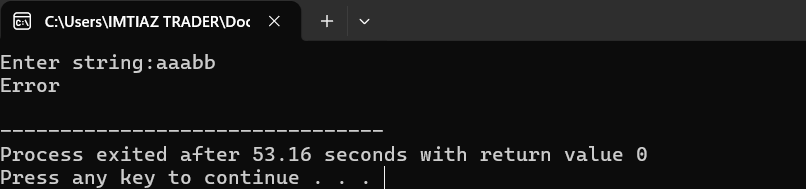 C:\Users\IMTIAZ TRADER\Doc
Enter string:aaabb
Error
--------------------------------
Process exited after 53.16 seconds with return value 0
Press any key to continue . . .